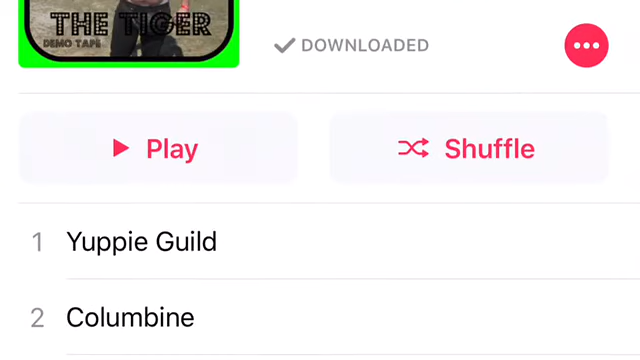 THE TIGER
DEMO TAPE
DOWNLOADED
Play
Shuffle
1 Yuppie Guild
2 Columbine